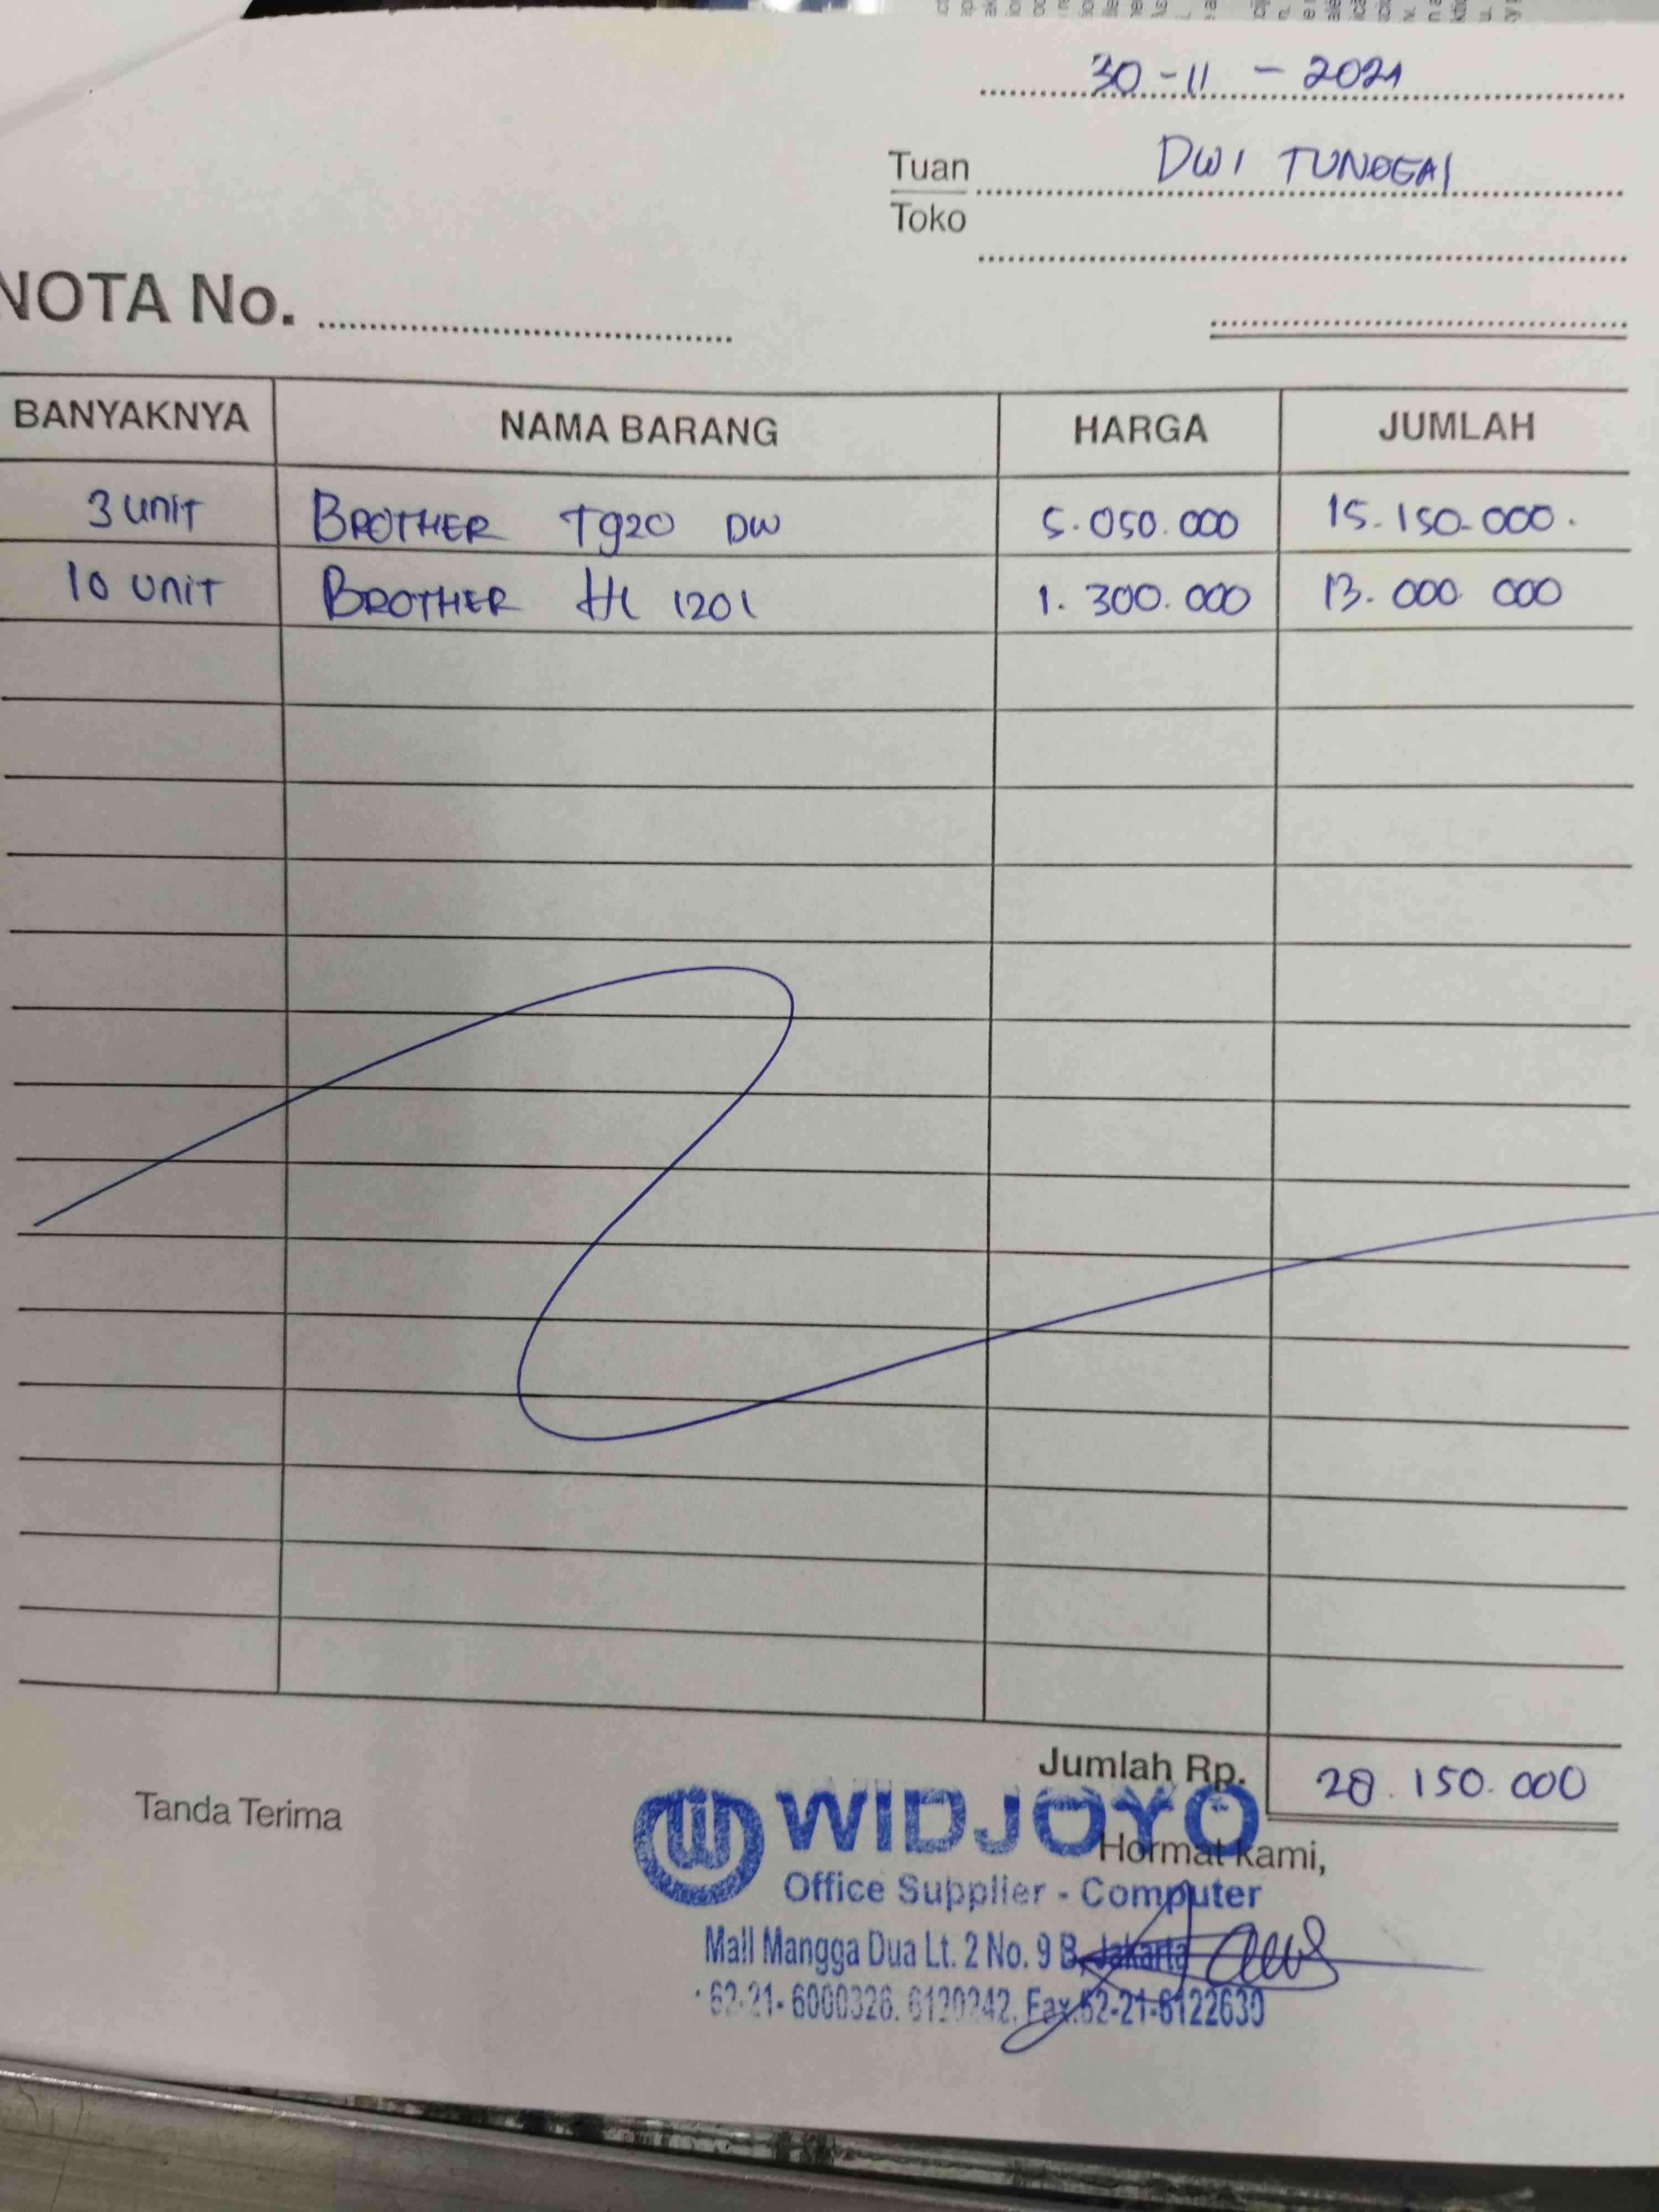 30 - 11 - 2021
Tuan DWI TUNGGAL
Toko
NOTA No.
BANYAKNYA NAMA BARANG HARGA JUMLAH
3 UNIT BROTHER T920 DW 5.050.000 15.150.000.
10 UNIT BROTHER HL 1201 1.300.000 13.000 000
Jumlah Rp. 28.150.000
Tanda Terima
WIDJOYO
Hormat kami,
Office Supplier - Computer
Mall Mangga Dua Lt. 2 No. 9 B, Jakarta
62-21- 6000326. 6120242, Fax.62-21-6122630